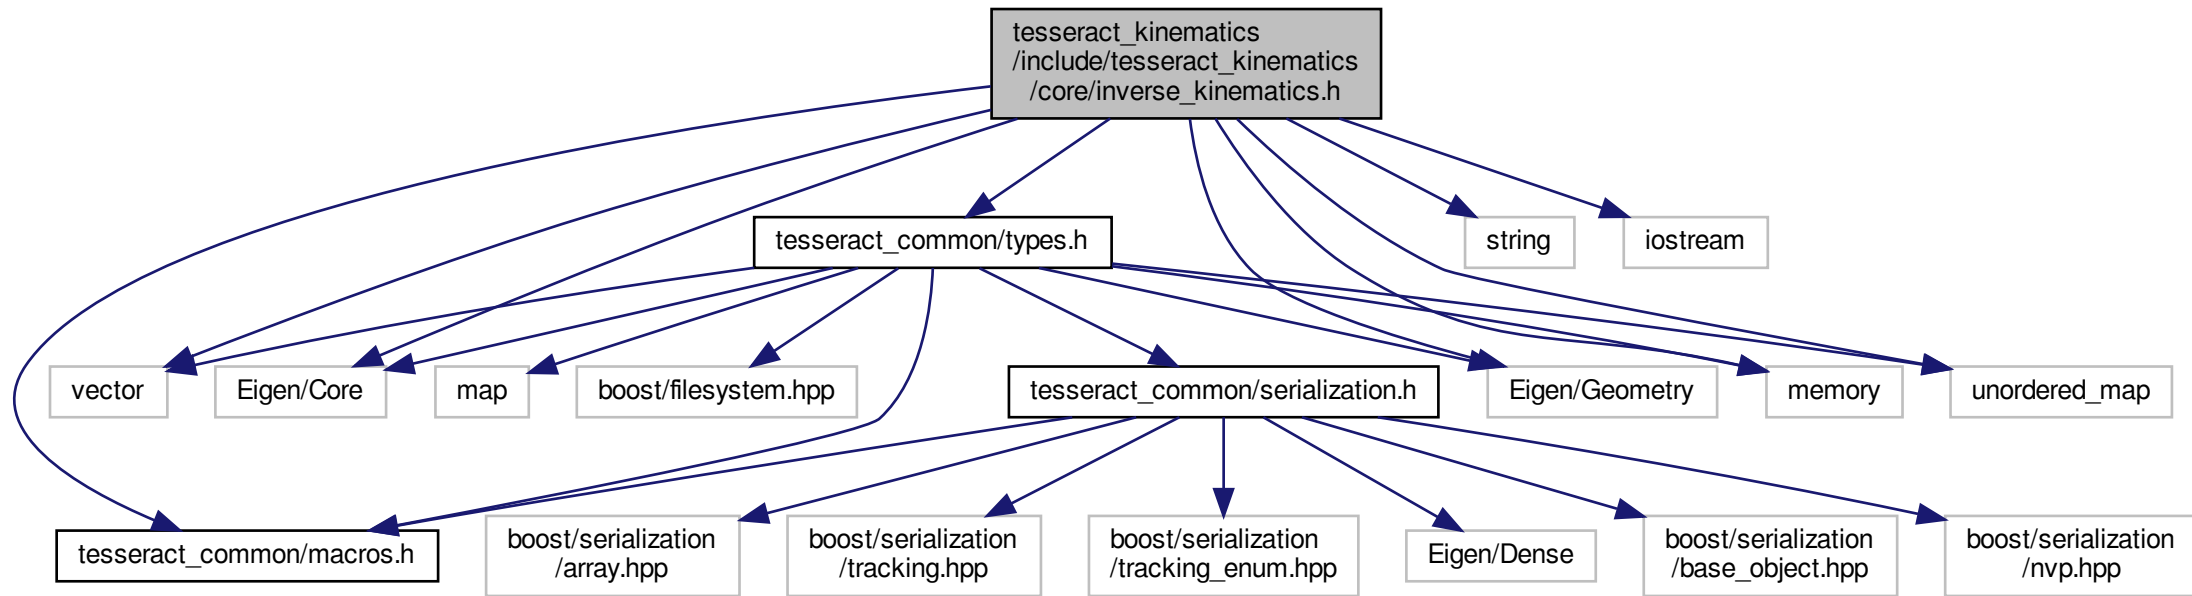 tesseract_kinematics
/include/tesseract_kinematics
/core/inverse_kinematics.h
tesseract_common/types.h
string
iostream
vector
Eigen/Core
map
boost/filesystem.hpp
tesseract_common/serialization.h
Eigen/Geometry
memory
unordered_map
tesseract_common/macros.h
boost/serialization
/array.hpp
boost/serialization
/tracking.hpp
boost/serialization
/tracking_enum.hpp
Eigen/Dense
boost/serialization
/base_object.hpp
boost/serialization
/nvp.hpp